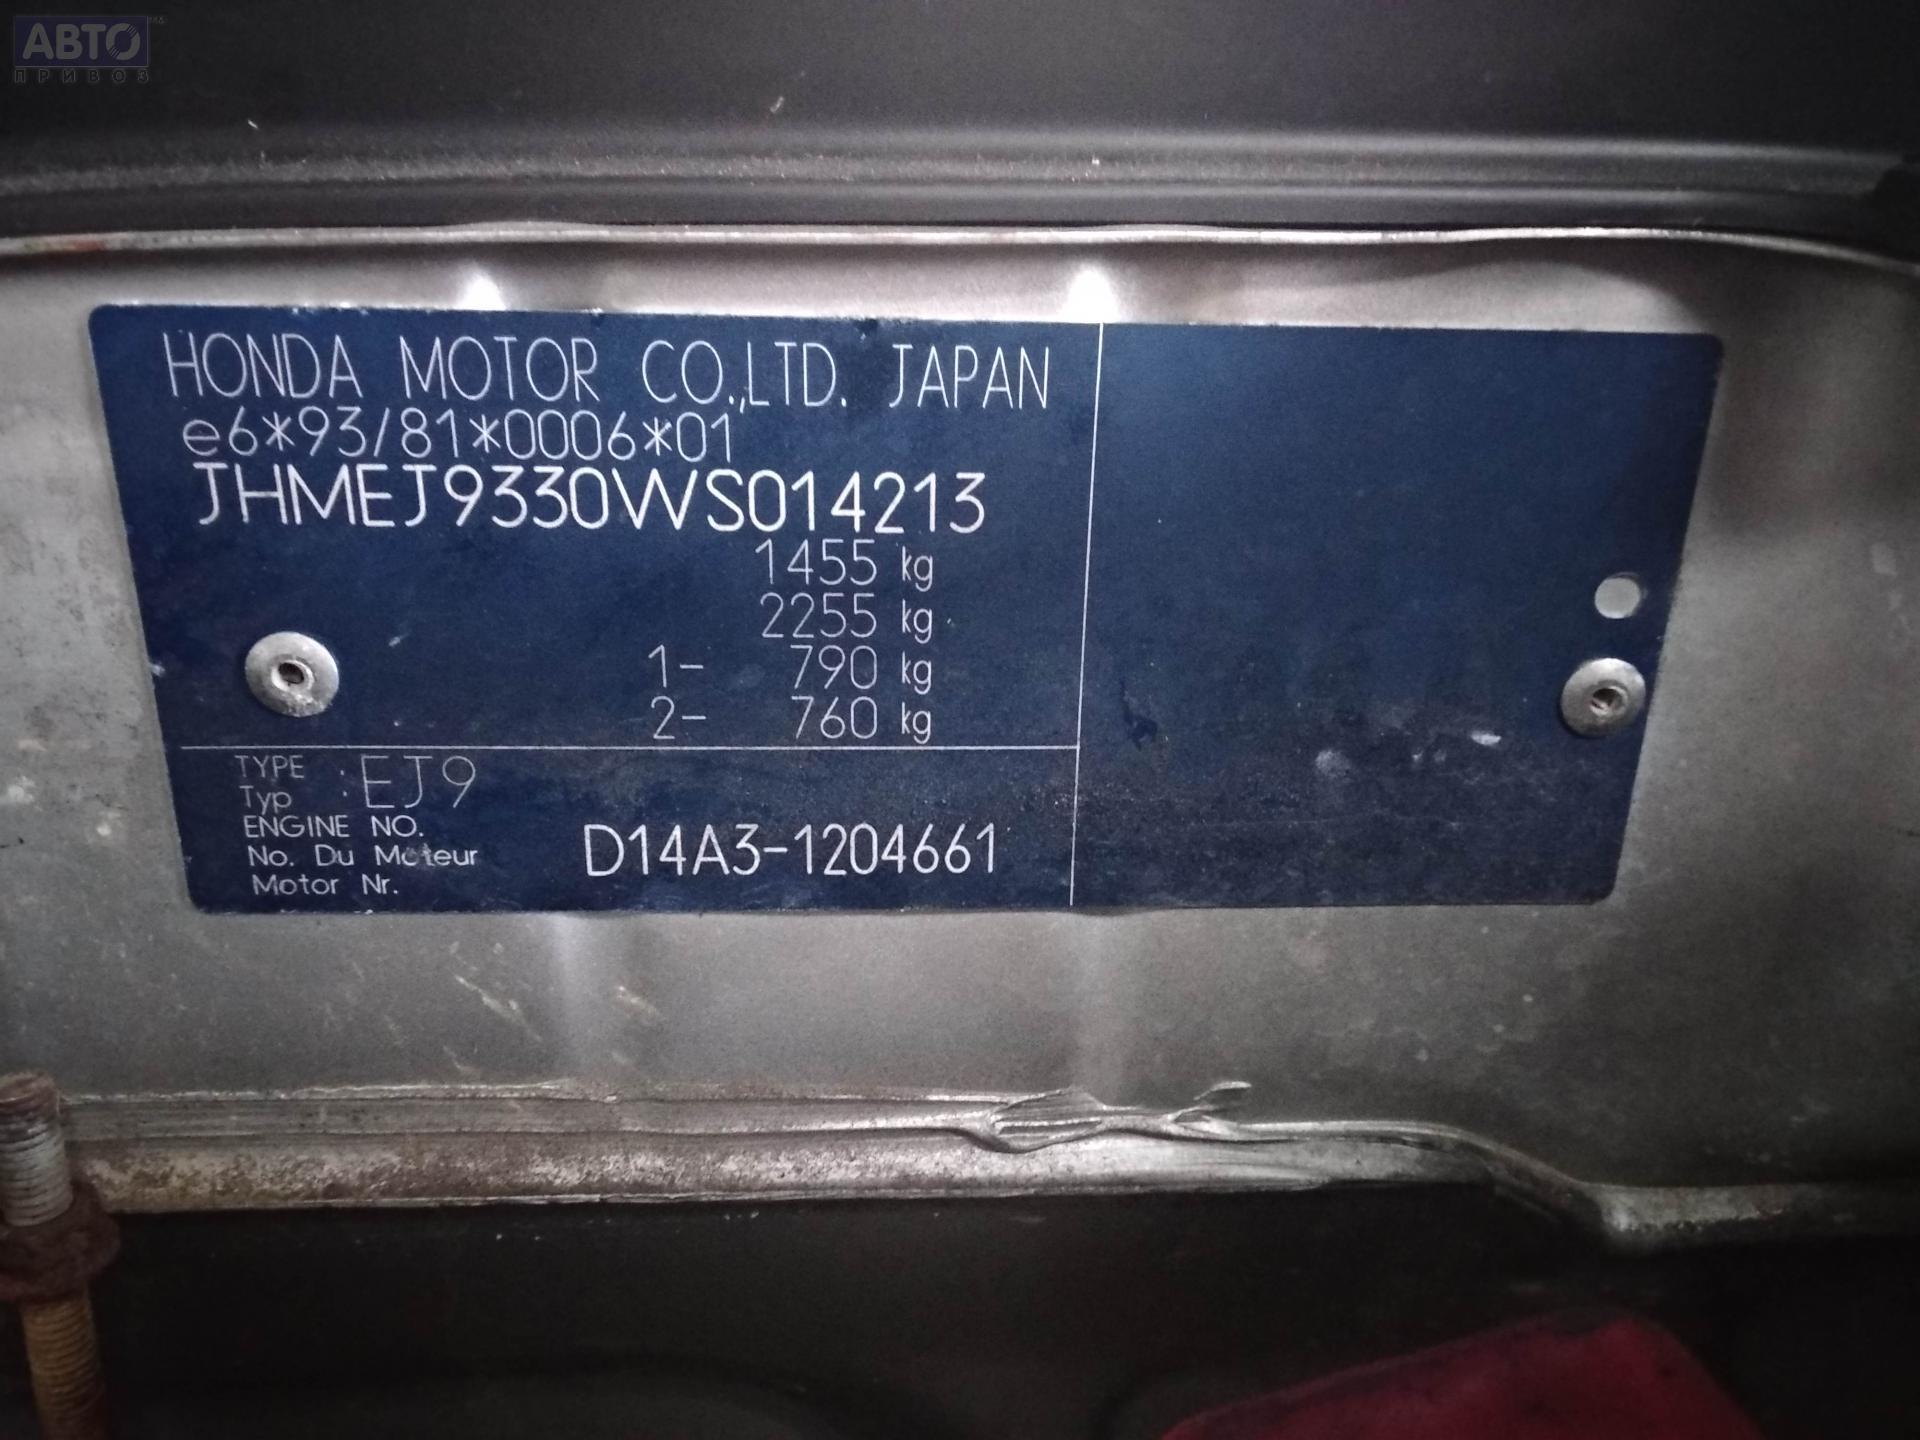 АВТО
ПРИВОЗ
HONDA MOTOR CO.,LTD. JAPAN
e6*93/81*0006*01
JHMEJ9330WS014213
1455 kg
2255 kg
1- 790 kg
2- 760 kg
TYPE : EJ9
Typ
ENGINE NO.
No. Du Moteur D14A3-1204661
Motor Nr.